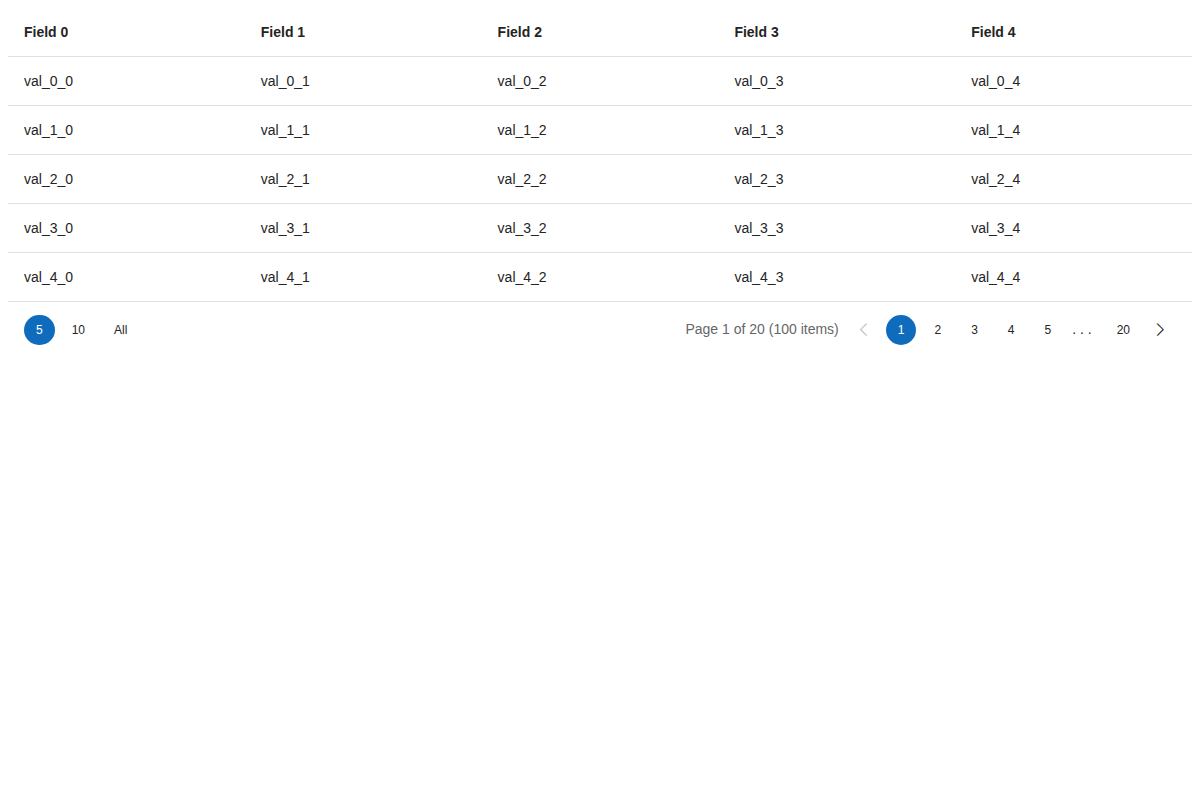 Field 0 Field 1 Field 2 Field 3 Field 4
val_0_0 val_0_1 val_0_2 val_0_3 val_0_4
val_1_0 val_1_1 val_1_2 val_1_3 val_1_4
val_2_0 val_2_1 val_2_2 val_2_3 val_2_4
val_3_0 val_3_1 val_3_2 val_3_3 val_3_4
val_4_0 val_4_1 val_4_2 val_4_3 val_4_4
5 10 All Page 1 of 20 (100 items) 1 2 3 4 5 . . . 20